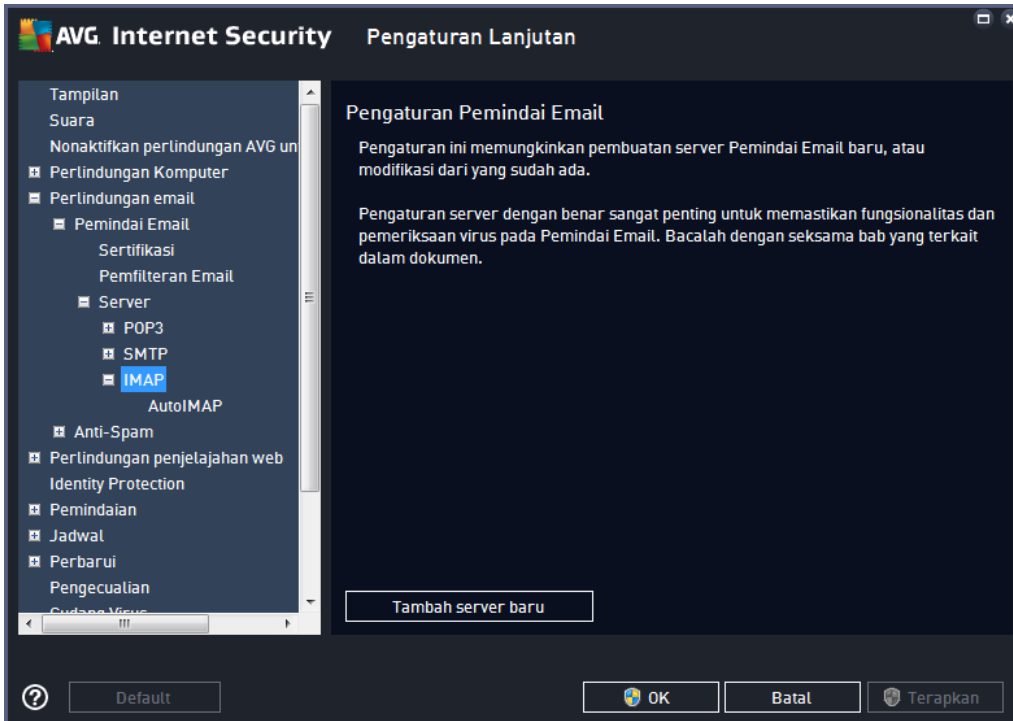 AVG Internet Security Pengaturan Lanjutan
Tampilan
Suara
Nonaktifkan perlindungan AVG un
Perlindungan Komputer
Perlindungan email
Pemindai Email
Sertifikasi
Pemfilteran Email
Server
POP3
SMTP
IMAP
AutoIMAP
Anti-Spam
Perlindungan penjelajahan web
Identity Protection
Pemindaian
Jadwal
Perbarui
Pengecualian
Gudang Virus
Pengaturan Pemindai Email
Pengaturan ini memungkinkan pembuatan server Pemindai Email baru, atau
modifikasi dari yang sudah ada.
Pengaturan server dengan benar sangat penting untuk memastikan fungsionalitas dan
pemeriksaan virus pada Pemindai Email. Bacalah dengan seksama bab yang terkait
dalam dokumen.
Tambah server baru
? Default OK Batal Terapkan